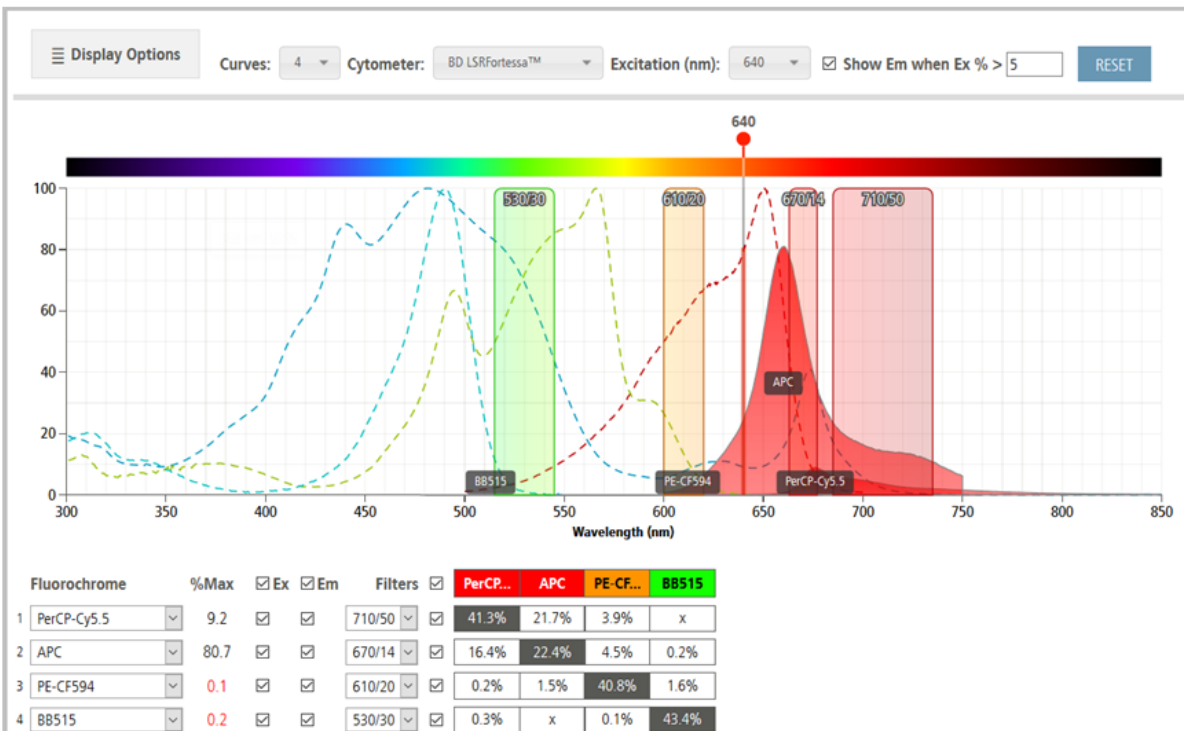 Display Options Curves: 4 Cytometer: BD LSRFortessa™ Excitation (nm): 640 Show Em when Ex % > 5 RESET
640
530/30 610/20 670/14 710/50
100
80
60
40
20
0
APC
BB515 PE-CF594 PerCP-Cy5.5
300 350 400 450 500 550 600 650 700 750 800 850
Wavelength (nm)
Fluorochrome %Max Ex Em Filters PerCP... APC PE-CF... BB515
1 PerCP-Cy5.5 9.2 710/50 41.3% 21.7% 3.9% x
2 APC 80.7 670/14 16.4% 22.4% 4.5% 0.2%
3 PE-CF594 0.1 610/20 0.2% 1.5% 40.8% 1.6%
4 BB515 0.2 530/30 0.3% x 0.1% 43.4%